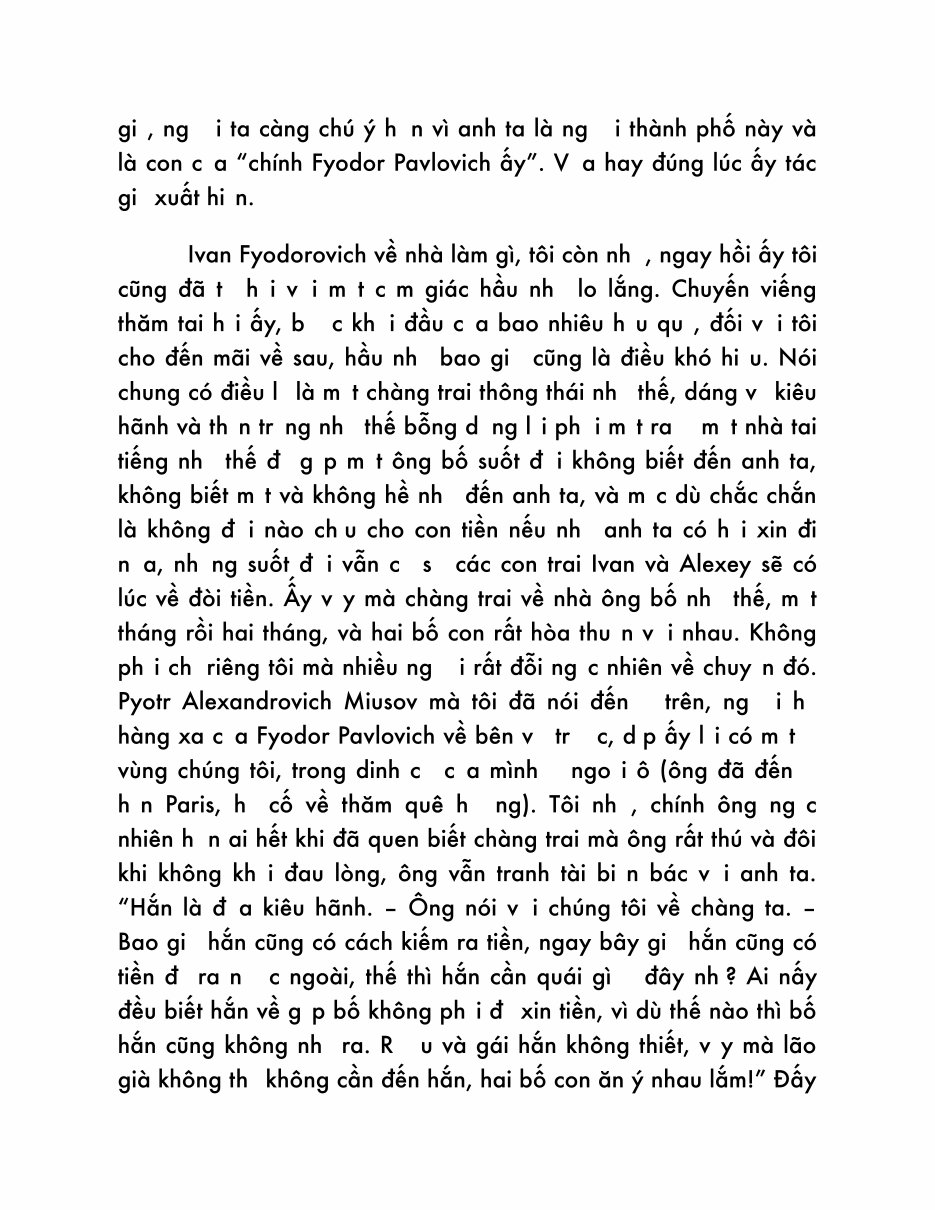 gi , ng i ta càng chú ý h n vì anh ta là ng i thành phố này và
là con c a “chính Fyodor Pavlovich ấy”. V a hay đúng lúc ấy tác
gi xuất hi n.
Ivan Fyodorovich về nhà làm gì, tôi còn nh , ngay hồi ấy tôi
cũng đã t h i v i m t c m giác hầu nh lo lắng. Chuyến viếng
thăm tai h i ấy, b c kh i đầu c a bao nhiêu h u qu , đối v i tôi
cho đến mãi về sau, hầu nh bao gi cũng là điều khó hi u. Nói
chung có điều l là m t chàng trai thông thái nh thế, dáng v kiêu
hãnh và th n tr ng nh thế bỗng d ng l i ph i m t ra m t nhà tai
tiếng nh thế đ g p m t ông bố suốt đ i không biết đến anh ta,
không biết m t và không hề nh đến anh ta, và m c dù chắc chắn
là không đ i nào ch u cho con tiền nếu nh anh ta có h i xin đi
n a, nh ng suốt đ i vẫn c s các con trai Ivan và Alexey sẽ có
lúc về đòi tiền. Ấy v y mà chàng trai về nhà ông bố nh thế, m t
tháng rồi hai tháng, và hai bố con rất hòa thu n v i nhau. Không
ph i ch riêng tôi mà nhiều ng i rất đỗi ng c nhiên về chuy n đó.
Pyotr Alexandrovich Miusov mà tôi đã nói đến trên, ng i h
hàng xa c a Fyodor Pavlovich về bên v tr c, d p ấy l i có m t
vùng chúng tôi, trong dinh c c a mình ngo i ô (ông đã đến
h n Paris, h cố về thăm quê h ng). Tôi nh , chính ông ng c
nhiên h n ai hết khi đã quen biết chàng trai mà ông rất thú và đôi
khi không kh i đau lòng, ông vẫn tranh tài bi n bác v i anh ta.
“Hắn là đ a kiêu hãnh. – Ông nói v i chúng tôi về chàng ta. –
Bao gi hắn cũng có cách kiếm ra tiền, ngay bây gi hắn cũng có
tiền đ ra n c ngoài, thế thì hắn cần quái gì đây nh ? Ai nấy
đều biết hắn về g p bố không ph i đ xin tiền, vì dù thế nào thì bố
hắn cũng không nh ra. R u và gái hắn không thiết, v y mà lão
già không th không cần đến hắn, hai bố con ăn ý nhau lắm!” Đấy